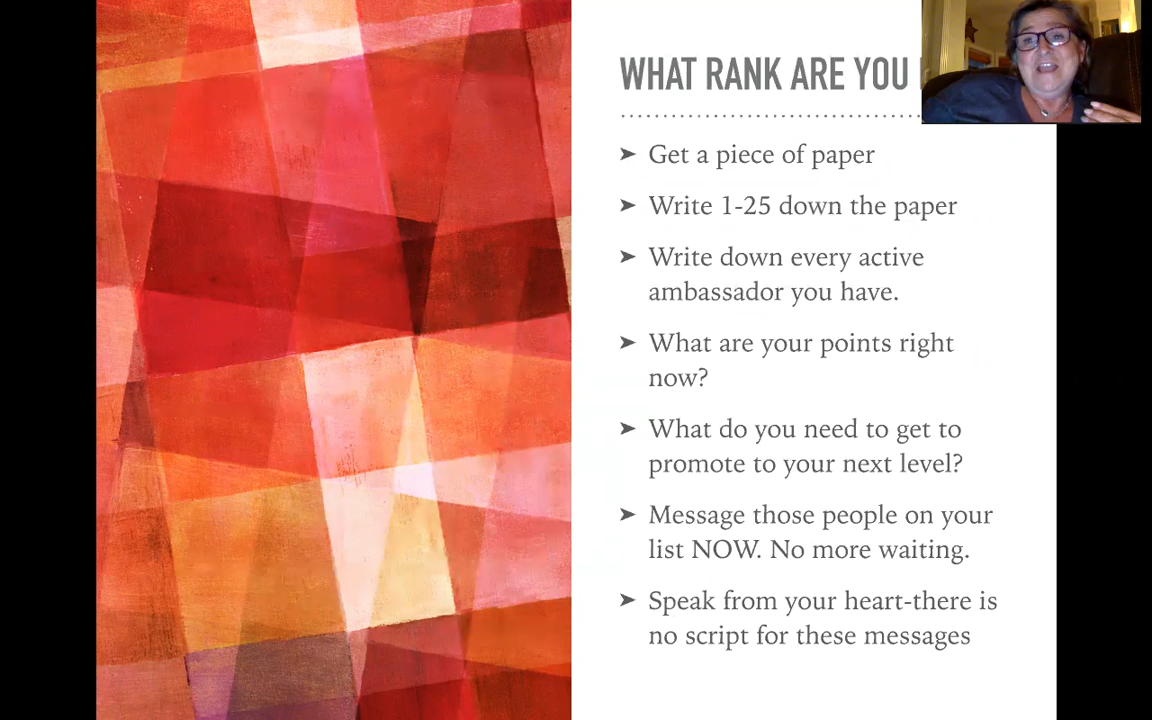 WHAT RANK ARE YOU
➤ Get a piece of paper
➤ Write 1-25 down the paper
➤ Write down every active
ambassador you have.
➤ What are your points right
now?
➤ What do you need to get to
promote to your next level?
➤ Message those people on your
list NOW. No more waiting.
➤ Speak from your heart-there is
no script for these messages